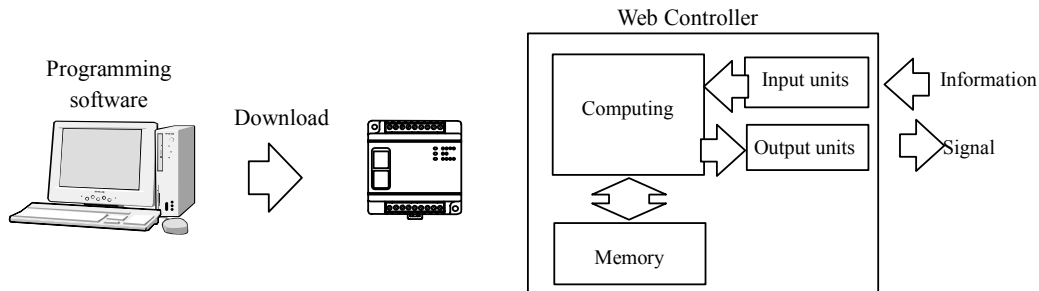 Programming
software
Download
Web Controller
Computing
Input units
Output units
Memory
Information
Signal